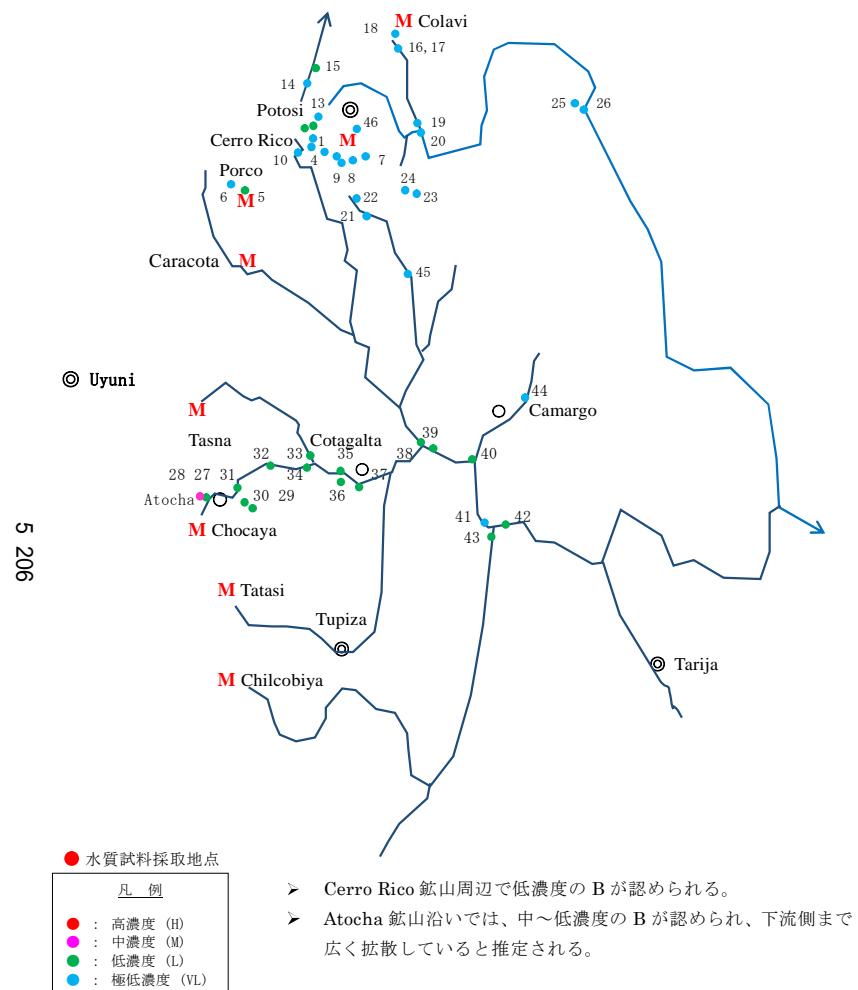 18 M Colavi
16,17
15
14
13
Potosi
46
25 26
19
20
Cerro Rico 1 M
10 4 7
9 8
Porco
6 5
M
24
23
22
21
Caracota M
45
Uyuni
M
44
Camargo
Tasna Cotagalta 39
32 33 35 38 40
28 27 31 34 37
Atocha 30 29 36
M Chocaya
41 42
43
5 206
M Tatasi
Tupiza
Tarija
M Chilcobiya
水質試料採取地点
凡 例
: 高濃度 (H)
: 中濃度 (M)
: 低濃度 (L)
: 極低濃度 (VL)
➢ Cerro Rico 鉱山周辺で低濃度の B が認められる。
➢ Atocha 鉱山沿いでは、中~低濃度の B が認められ、下流側まで
広く拡散していると推定される。